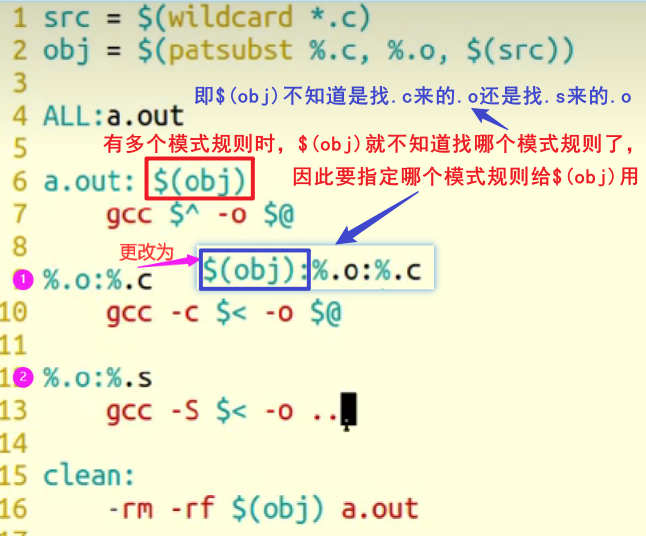 1 src = $(wildcard *.c)
2 obj = $(patsubst %.c, %.o, $(src))
3
即$(obj)不知道是找.c来的.o还是找.s来的.o
4 ALL:a.out
5
有多个模式规则时，$(obj)就不知道找哪个模式规则了，
6 a.out: $(obj)
因此要指定哪个模式规则给$(obj)用
7 gcc $^ -o $@
8
更改为
$(obj):%.o:%.c
1 %.o:%.c
10 gcc -c $< -o $@
11
1 2 %.o:%.s
13 gcc -S $< -o ..
14
15 clean:
16 -rm -rf $(obj) a.out